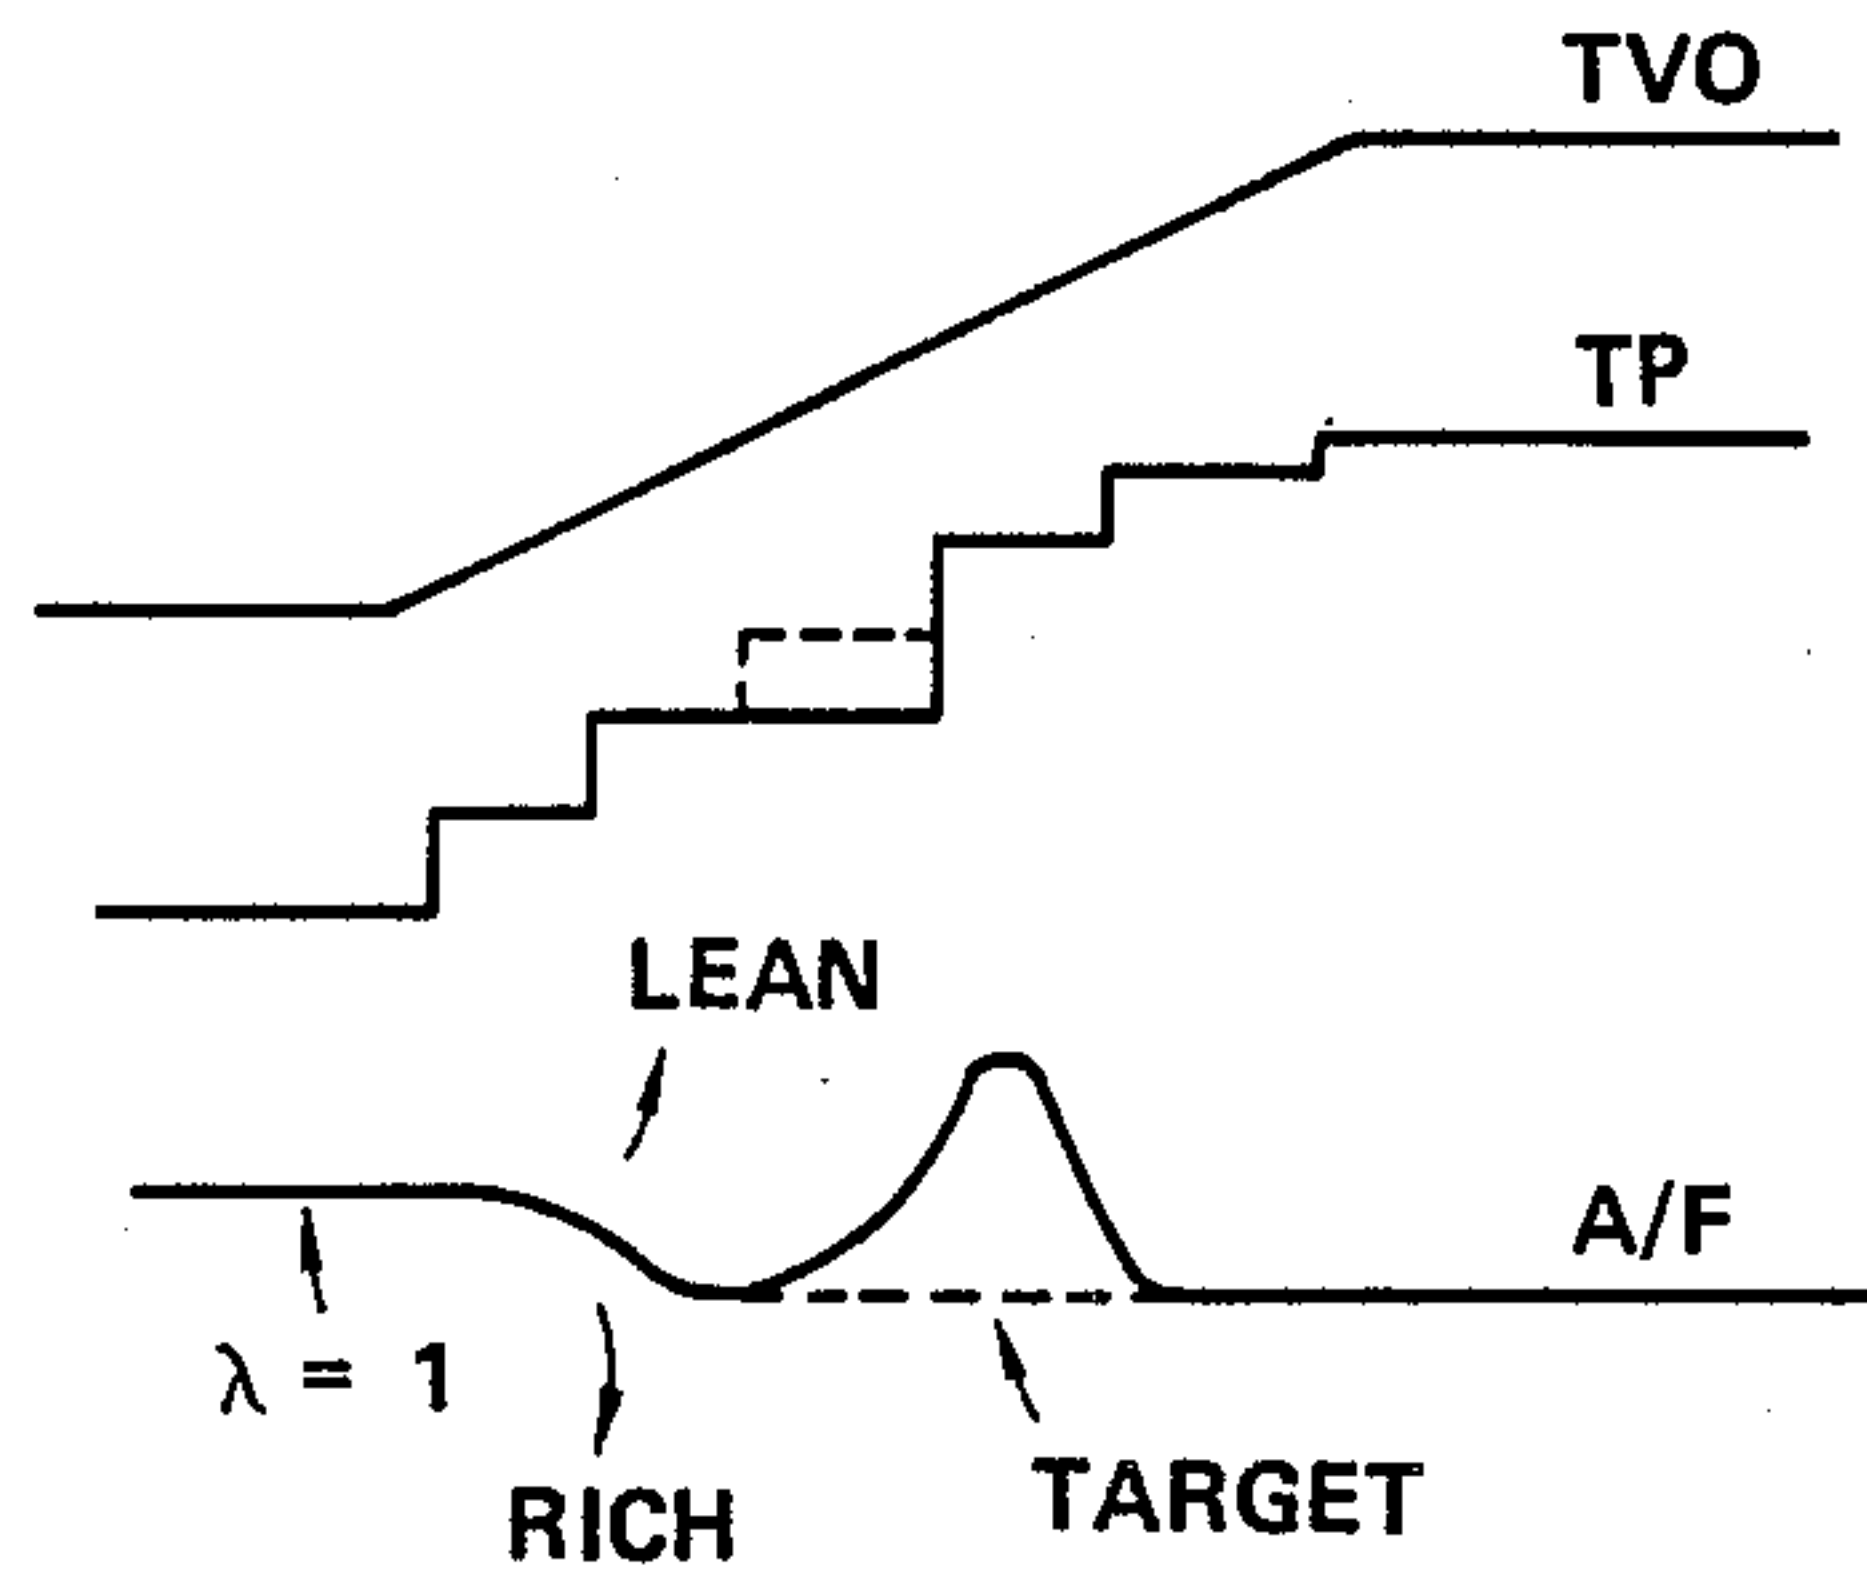 TVO
TP
LEAN
A/F
λ = 1
TARGET
RICH